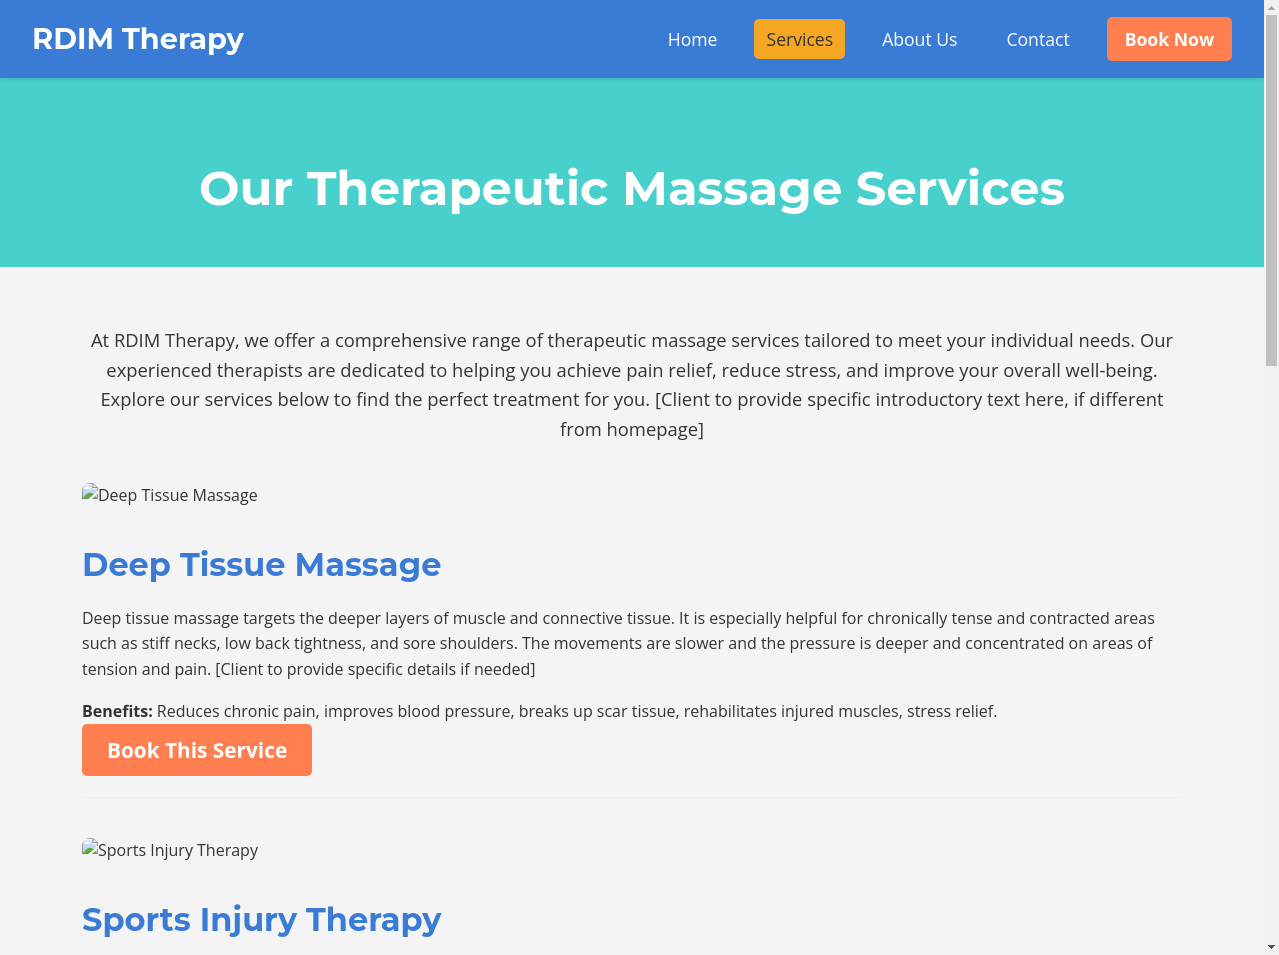 RDIM Therapy
Home
Services
About Us
Contact
Book Now
Our Therapeutic Massage Services
At RDIM Therapy, we offer a comprehensive range of therapeutic massage services tailored to meet your individual needs. Our
experienced therapists are dedicated to helping you achieve pain relief, reduce stress, and improve your overall well-being.
Explore our services below to find the perfect treatment for you. [Client to provide specific introductory text here, if different
from homepage]
Deep Tissue Massage
Deep Tissue Massage
Deep tissue massage targets the deeper layers of muscle and connective tissue. It is especially helpful for chronically tense and contracted areas
such as stiff necks, low back tightness, and sore shoulders. The movements are slower and the pressure is deeper and concentrated on areas of
tension and pain. [Client to provide specific details if needed]
Benefits: Reduces chronic pain, improves blood pressure, breaks up scar tissue, rehabilitates injured muscles, stress relief.
Book This Service
Sports Injury Therapy
Sports Injury Therapy